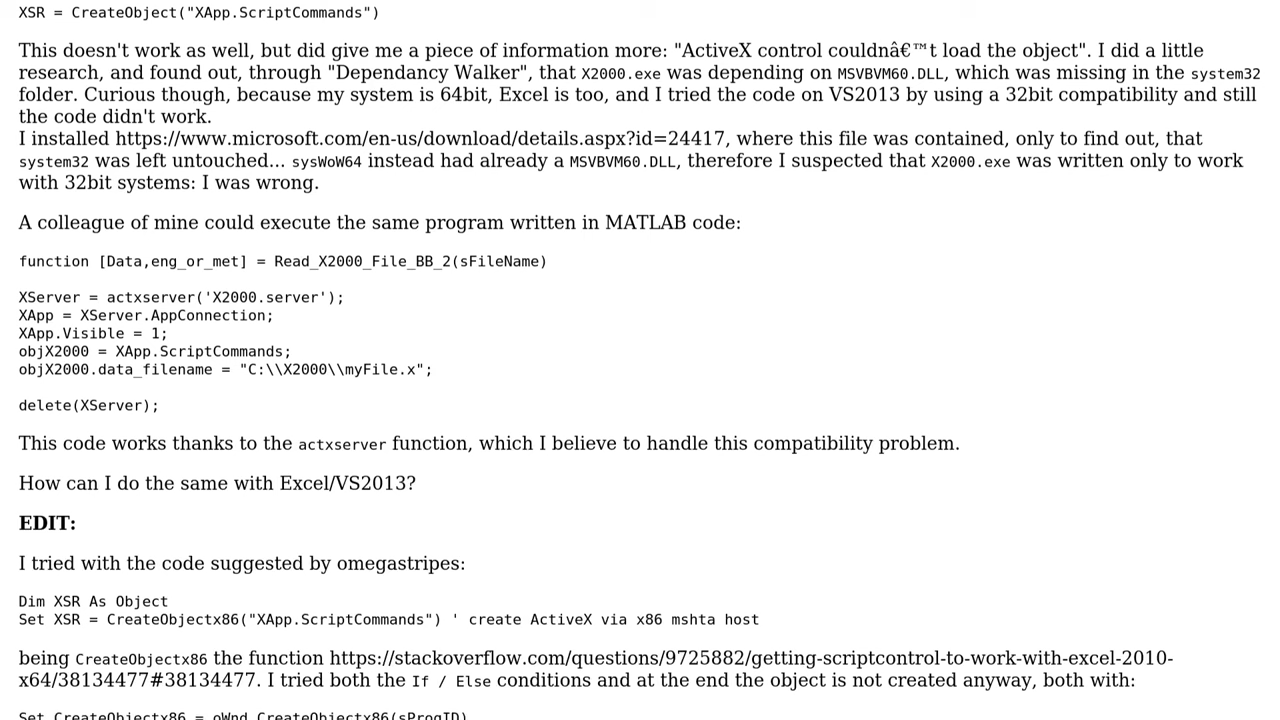 XSR = CreateObject("XApp.ScriptCommands")
This doesn't work as well, but did give me a piece of information more: "ActiveX control couldnâ€™t load the object". I did a little
research, and found out, through "Dependancy Walker", that X2000.exe was depending on MSVBVM60.DLL, which was missing in the system32
folder. Curious though, because my system is 64bit, Excel is too, and I tried the code on VS2013 by using a 32bit compatibility and still
the code didn't work.
I installed https://www.microsoft.com/en-us/download/details.aspx?id=24417, where this file was contained, only to find out, that
system32 was left untouched... sysWoW64 instead had already a MSVBVM60.DLL, therefore I suspected that X2000.exe was written only to work
with 32bit systems: I was wrong.
A colleague of mine could execute the same program written in MATLAB code:
function [Data,eng_or_met] = Read_X2000_File_BB_2(sFileName)
XServer = actxserver('X2000.server');
XApp = XServer.AppConnection;
XApp.Visible = 1;
objX2000 = XApp.ScriptCommands;
objX2000.data_filename = "C:\\X2000\\myFile.x";
delete(XServer);
This code works thanks to the actxserver function, which I believe to handle this compatibility problem.
How can I do the same with Excel/VS2013?
EDIT:
I tried with the code suggested by omegastripes:
Dim XSR As Object
Set XSR = CreateObjectx86("XApp.ScriptCommands") ' create ActiveX via x86 mshta host
being CreateObjectx86 the function https://stackoverflow.com/questions/9725882/getting-scriptcontrol-to-work-with-excel-2010-
x64/38134477#38134477. I tried both the If / Else conditions and at the end the object is not created anyway, both with:
Set CreateObjectx86 = oWnd.CreateObjectx86(sProgID)